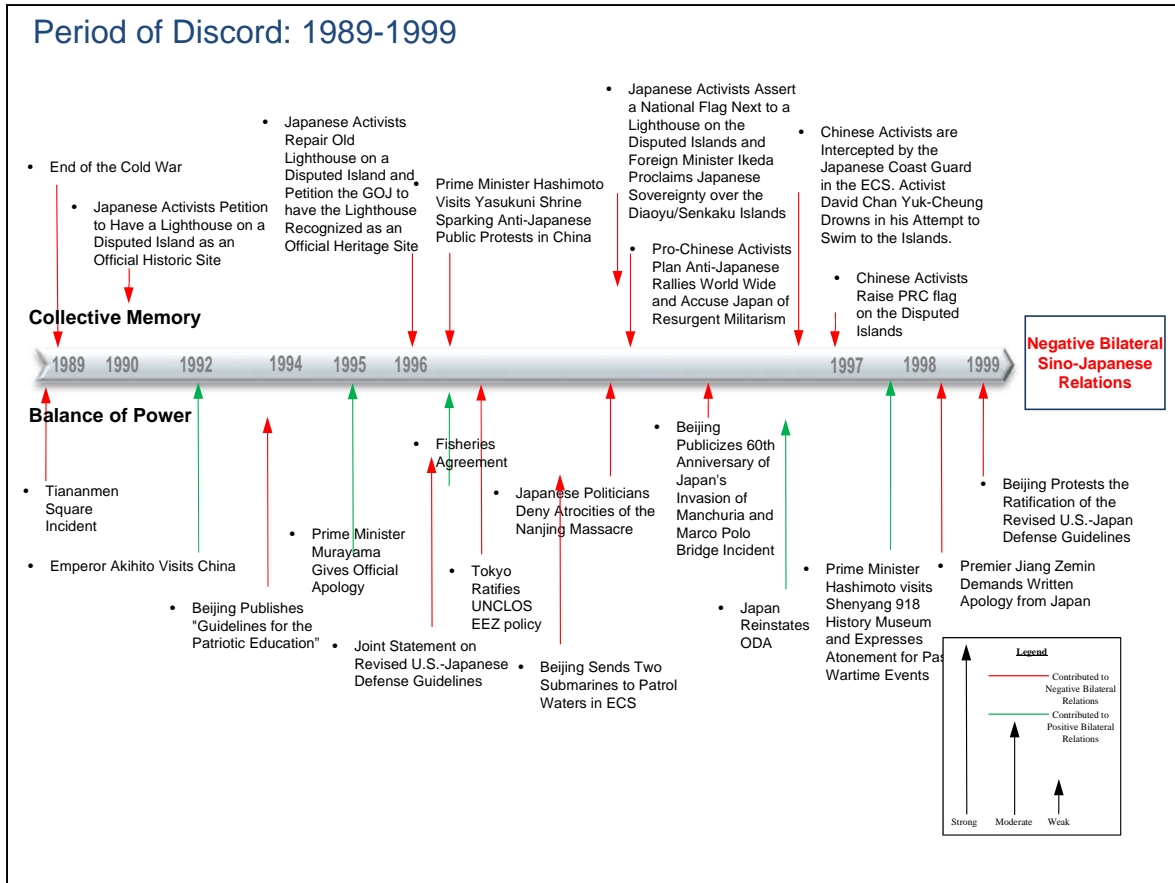 Period of Discord: 1989-1999
• End of the Cold War
• Japanese Activists Petition
to Have a Lighthouse on a
Disputed Island as an
Official Historic Site
• Japanese Activists
Repair Old
Lighthouse on a
Disputed Island and
Petition the GOJ to
have the Lighthouse
Recognized as an
Official Heritage Site
• Prime Minister Hashimoto
Visits Yasukuni Shrine
Sparking Anti-Japanese
Public Protests in China
• Japanese Activists Assert
a National Flag Next to a
Lighthouse on the
Disputed Islands and
Foreign Minister Ikeda
Proclaims Japanese
Sovereignty over the
Diaoyu/Senkaku Islands
• Pro-Chinese Activists
Plan Anti-Japanese
Rallies World Wide
and Accuse Japan of
Resurgent Militarism
• Chinese Activists are
Intercepted by the
Japanese Coast Guard
in the ECS. Activist
David Chan Yuk-Cheung
Drowns in his Attempt to
Swim to the Islands.
• Chinese Activists
Raise PRC flag
on the Disputed
Islands
Collective Memory
1989 1990 1992 1994 1995 1996 1997 1998 1999
Negative Bilateral
Sino-Japanese
Relations
Balance of Power
• Tiananmen
Square
Incident
• Emperor Akihito Visits China
• Beijing Publishes
"Guidelines for the
Patriotic Education"
• Prime Minister
Murayama
Gives Official
Apology
• Joint Statement on
Revised U.S.-Japanese
Defense Guidelines
• Fisheries
Agreement
• Tokyo
Ratifies
UNCLOS
EEZ policy
• Japanese Politicians
Deny Atrocities of the
Nanjing Massacre
• Beijing Sends Two
Submarines to Patrol
Waters in ECS
• Beijing
Publicizes 60th
Anniversary of
Japan's
Invasion of
Manchuria and
Marco Polo
Bridge Incident
• Japan
Reinstates
ODA
• Prime Minister
Hashimoto visits
Shenyang 918
History Museum
and Expresses
Atonement for Pas
Wartime Events
• Premier Jiang Zemin
Demands Written
Apology from Japan
• Beijing Protests the
Ratification of the
Revised U.S.-Japan
Defense Guidelines
Legend
Contributed to
Negative Bilateral
Relations
Contributed to
Positive Bilateral
Relations
Strong Moderate Weak